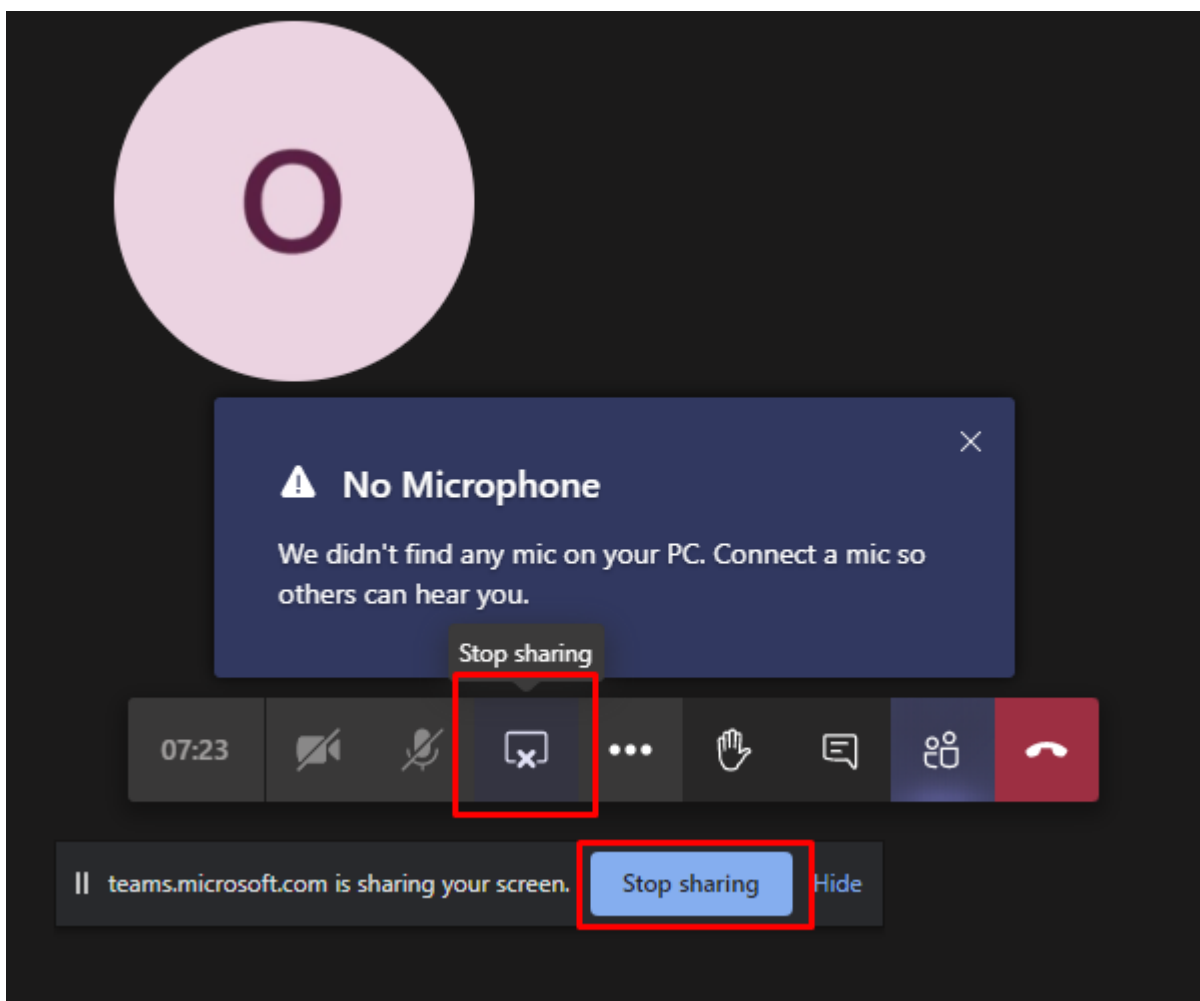 O
No Microphone
We didn't find any mic on your PC. Connect a mic so
others can hear you.
Stop sharing
07:23
teams.microsoft.com is sharing your screen. Stop sharing Hide